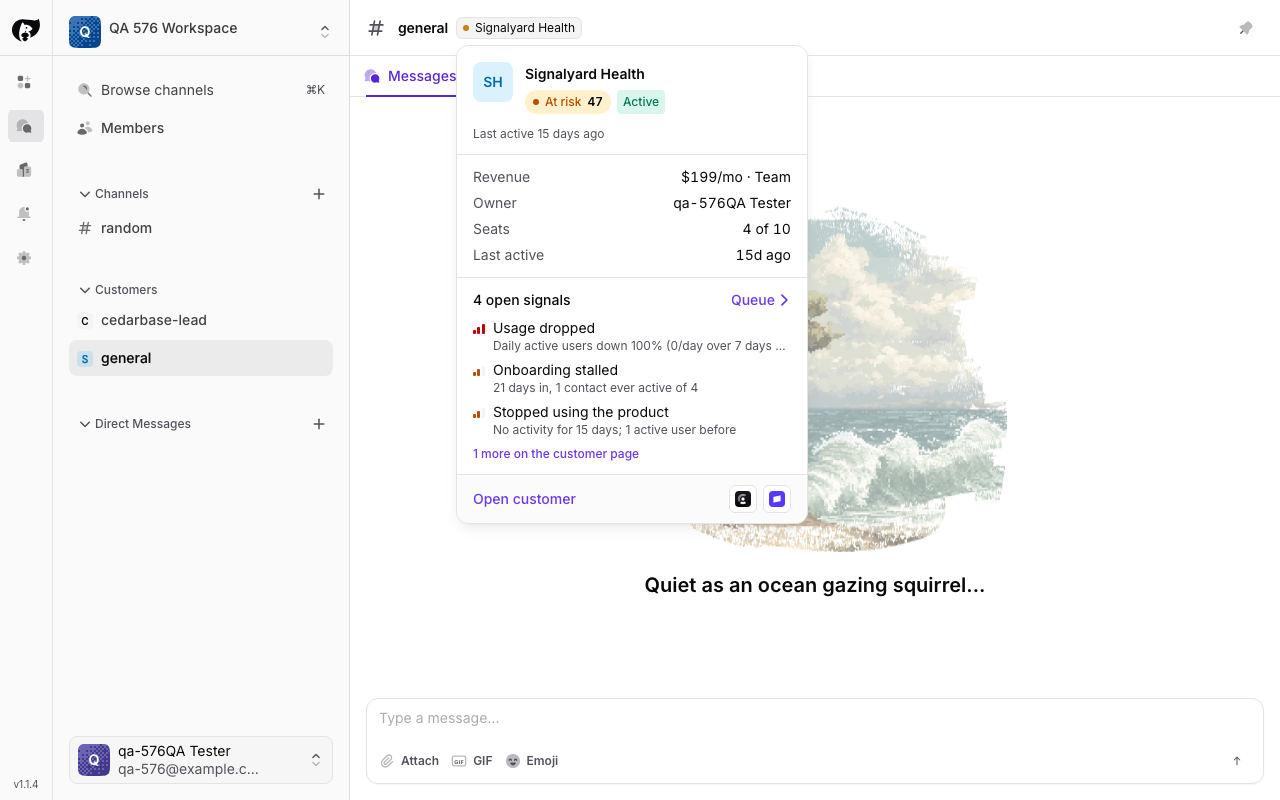 Q
QA 576 Workspace
Browse channels
⌘K
Members
Channels
random
Customers
C
cedarbase-lead
S
general
Direct Messages
Q
qa-576QA Tester
qa-576@example.c...
v1.1.4
general
Signalyard Health
Messages
SH
Signalyard Health
At risk 47
Active
Last active 15 days ago
Revenue
$199/mo · Team
Owner
qa-576QA Tester
Seats
4 of 10
Last active
15d ago
4 open signals
Queue
Usage dropped
Daily active users down 100% (0/day over 7 days ...
Onboarding stalled
21 days in, 1 contact ever active of 4
Stopped using the product
No activity for 15 days; 1 active user before
1 more on the customer page
Open customer
Quiet as an ocean gazing squirrel...
Type a message...
Attach
GIF
GIF
Emoji